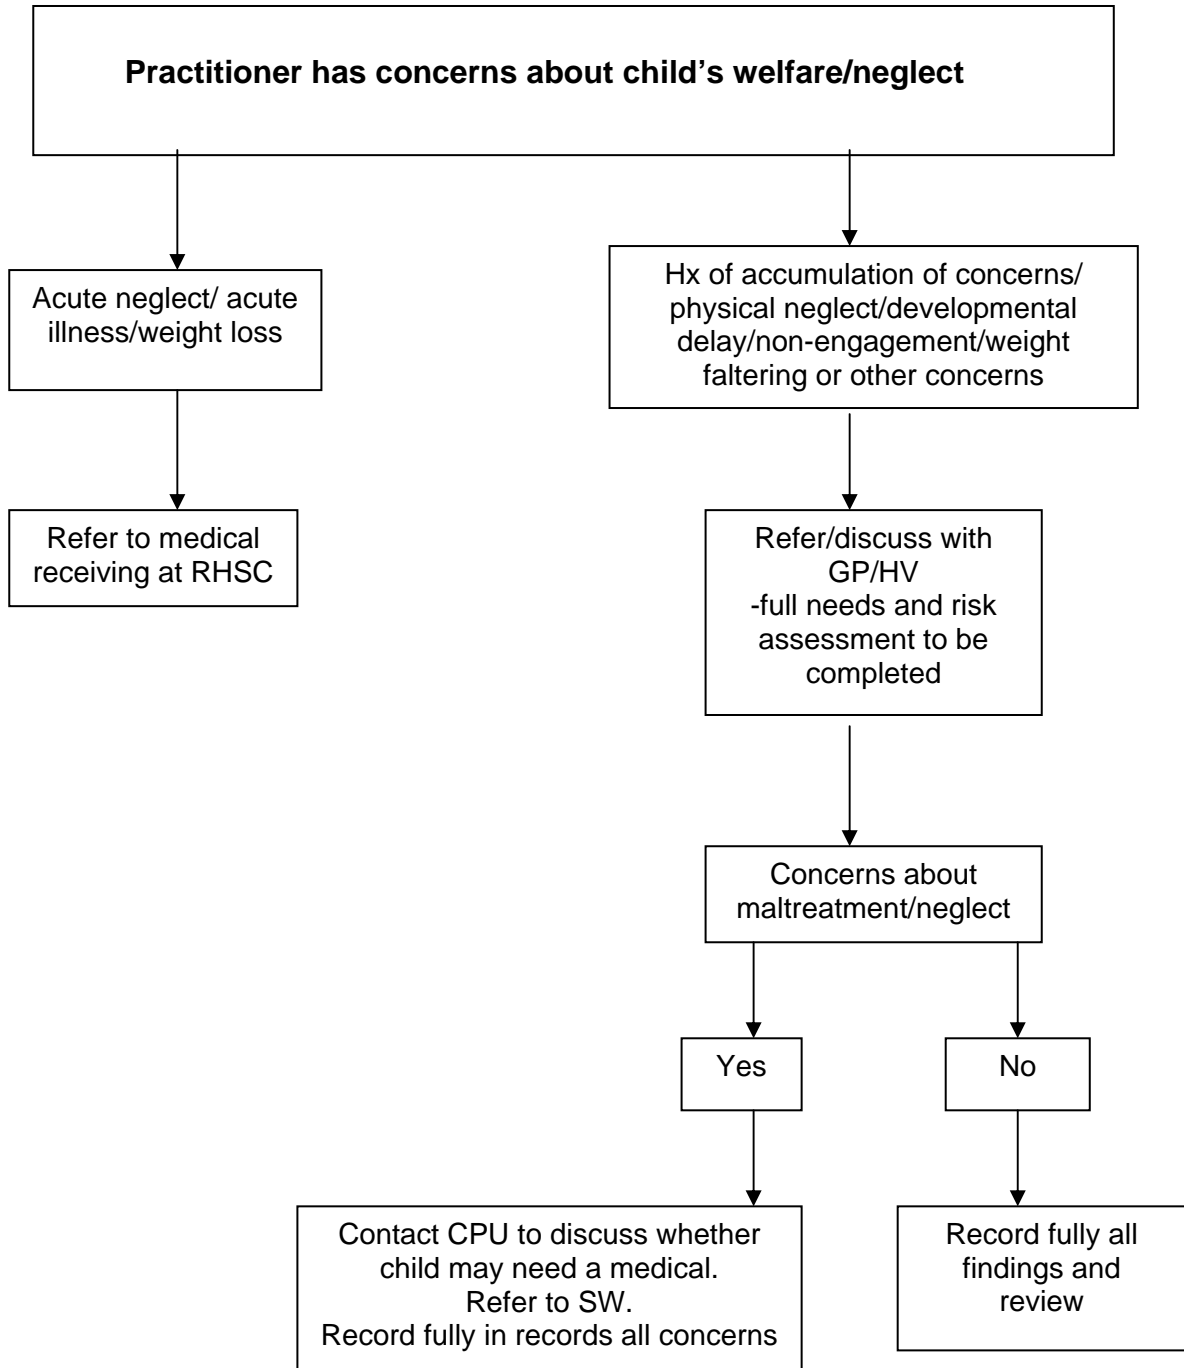 Practitioner has concerns about child’s welfare/neglect
Acute neglect/ acute
illness/weight loss
Hx of accumulation of concerns/
physical neglect/developmental
delay/non-engagement/weight
faltering or other concerns
Refer to medical
receiving at RHSC
Refer/discuss with
GP/HV
-full needs and risk
assessment to be
completed
Concerns about
maltreatment/neglect
Yes
No
Contact CPU to discuss whether
child may need a medical.
Refer to SW.
Record fully in records all concerns
Record fully all
findings and
review